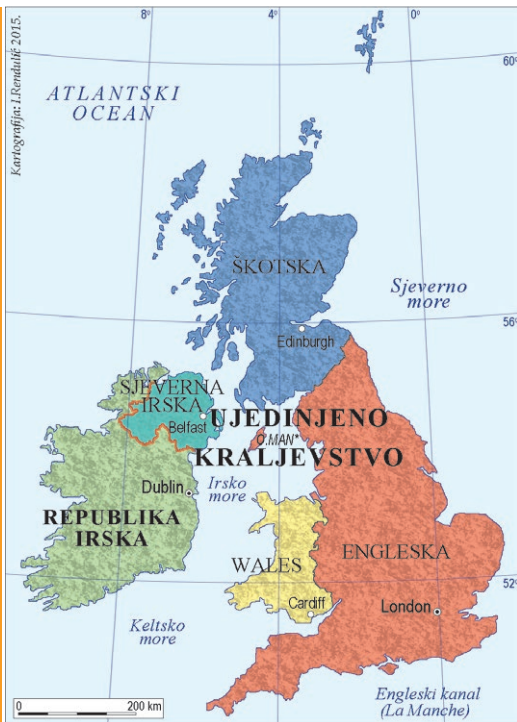 8°
4°
0°
Kartografija: I.Rendulić 2015.
60°
ATLANTSKI
OCEAN
ŠKOTSKA
Sjeverno
more
56°
Edinburgh
SJEVERNA
IRSKA
Belfast
UJEDINJENO
O.MAN*
KRALJEVSTVO
Irsko
more
Dublin
REPUBLIKA
IRSKA
WALES
ENGLESKA
52°
Cardiff
London
Keltsko
more
Engleski kanal
(La Manche)
0
200 km